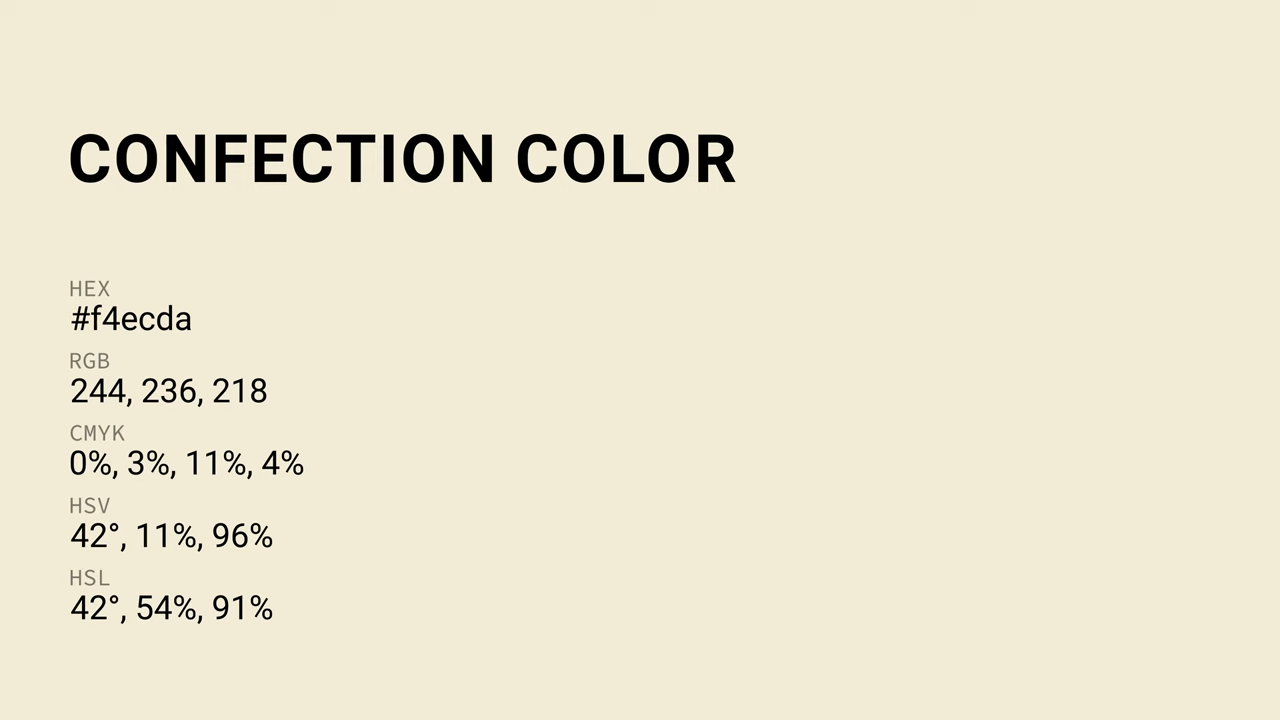 CONFECTION COLOR
HEX
#f4ecda
RGB
244, 236, 218
CMYK
0%, 3%, 11%, 4%
HSV
42°, 11%, 96%
HSL
42°, 54%, 91%